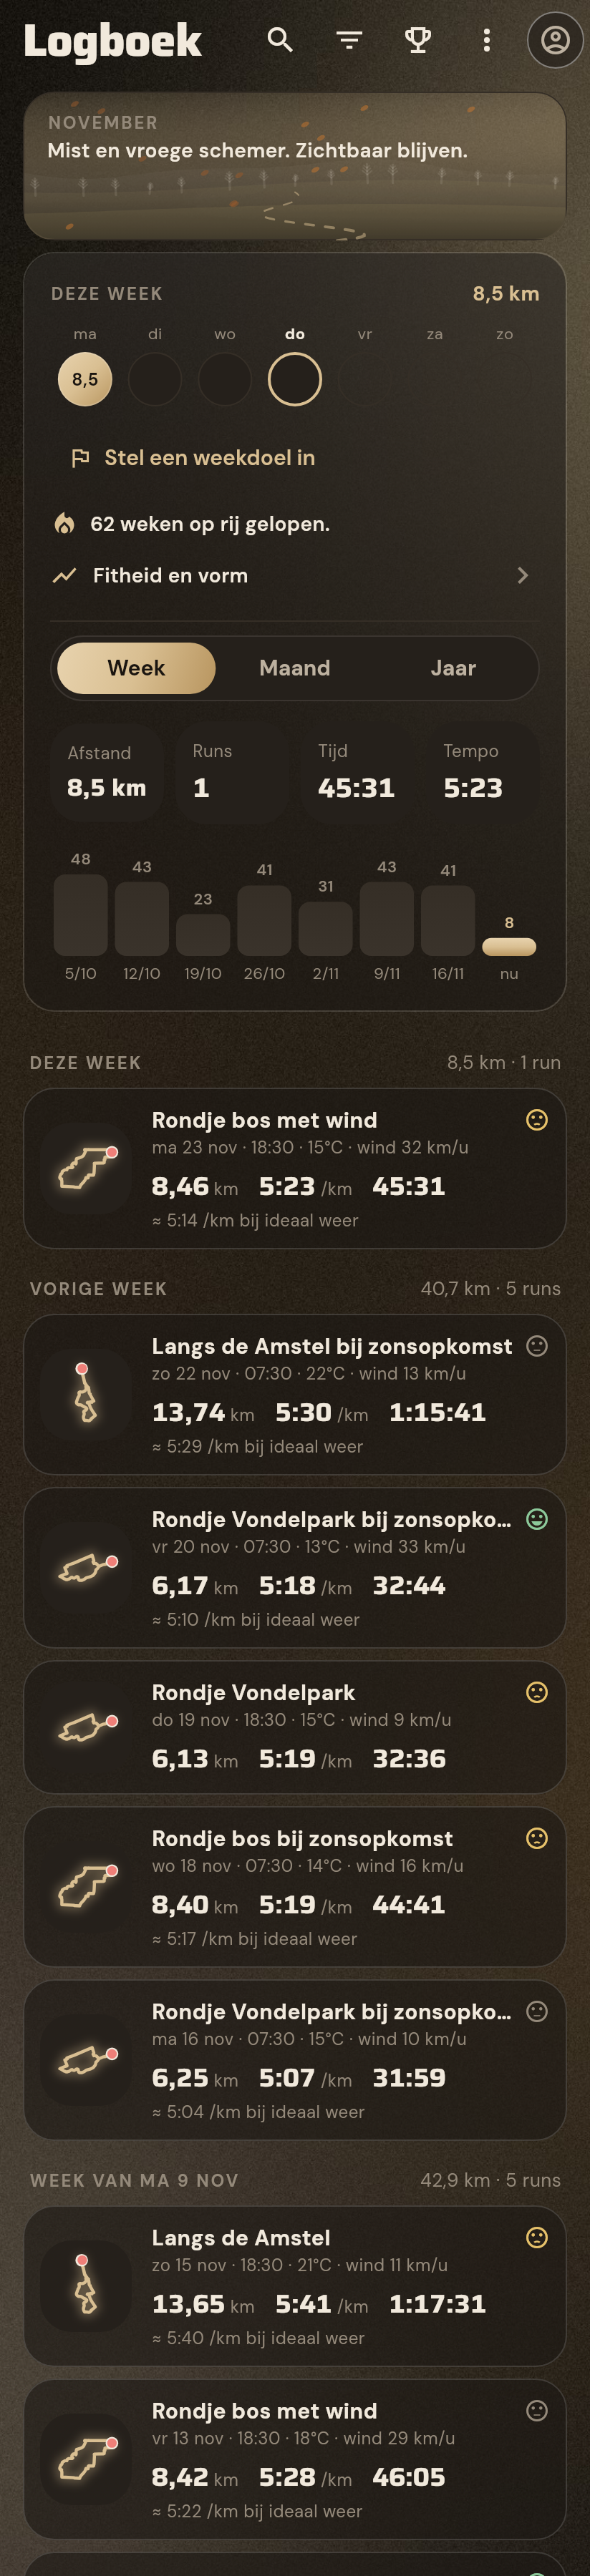 Logboek
NOVEMBER
Mist en vroege schemer. Zichtbaar blijven.
DEZE WEEK 8,5 km
ma di wo do vr za zo
8,5
Stel een weekdoel in
62 weken op rij gelopen.
Fitheid en vorm
Week Maand Jaar
Afstand Runs Tijd Tempo
8,5 km 1 45:31 5:23
48 43 23 41 31 43 41 8
5/10 12/10 19/10 26/10 2/11 9/11 16/11 nu
DEZE WEEK 8,5 km · 1 run
Rondje bos met wind
ma 23 nov · 18:30 · 15°C · wind 32 km/u
8,46 km 5:23 /km 45:31
≈ 5:14 /km bij ideaal weer
VORIGE WEEK 40,7 km · 5 runs
Langs de Amstel bij zonsopkomst
zo 22 nov · 07:30 · 22°C · wind 13 km/u
13,74 km 5:30 /km 1:15:41
≈ 5:29 /km bij ideaal weer
Rondje Vondelpark bij zonsopko...
vr 20 nov · 07:30 · 13°C · wind 33 km/u
6,17 km 5:18 /km 32:44
≈ 5:10 /km bij ideaal weer
Rondje Vondelpark
do 19 nov · 18:30 · 15°C · wind 9 km/u
6,13 km 5:19 /km 32:36
Rondje bos bij zonsopkomst
wo 18 nov · 07:30 · 14°C · wind 16 km/u
8,40 km 5:19 /km 44:41
≈ 5:17 /km bij ideaal weer
Rondje Vondelpark bij zonsopko...
ma 16 nov · 07:30 · 15°C · wind 10 km/u
6,25 km 5:07 /km 31:59
≈ 5:04 /km bij ideaal weer
WEEK VAN MA 9 NOV 42,9 km · 5 runs
Langs de Amstel
zo 15 nov · 18:30 · 21°C · wind 11 km/u
13,65 km 5:41 /km 1:17:31
≈ 5:40 /km bij ideaal weer
Rondje bos met wind
vr 13 nov · 18:30 · 18°C · wind 29 km/u
8,42 km 5:28 /km 46:05
≈ 5:22 /km bij ideaal weer